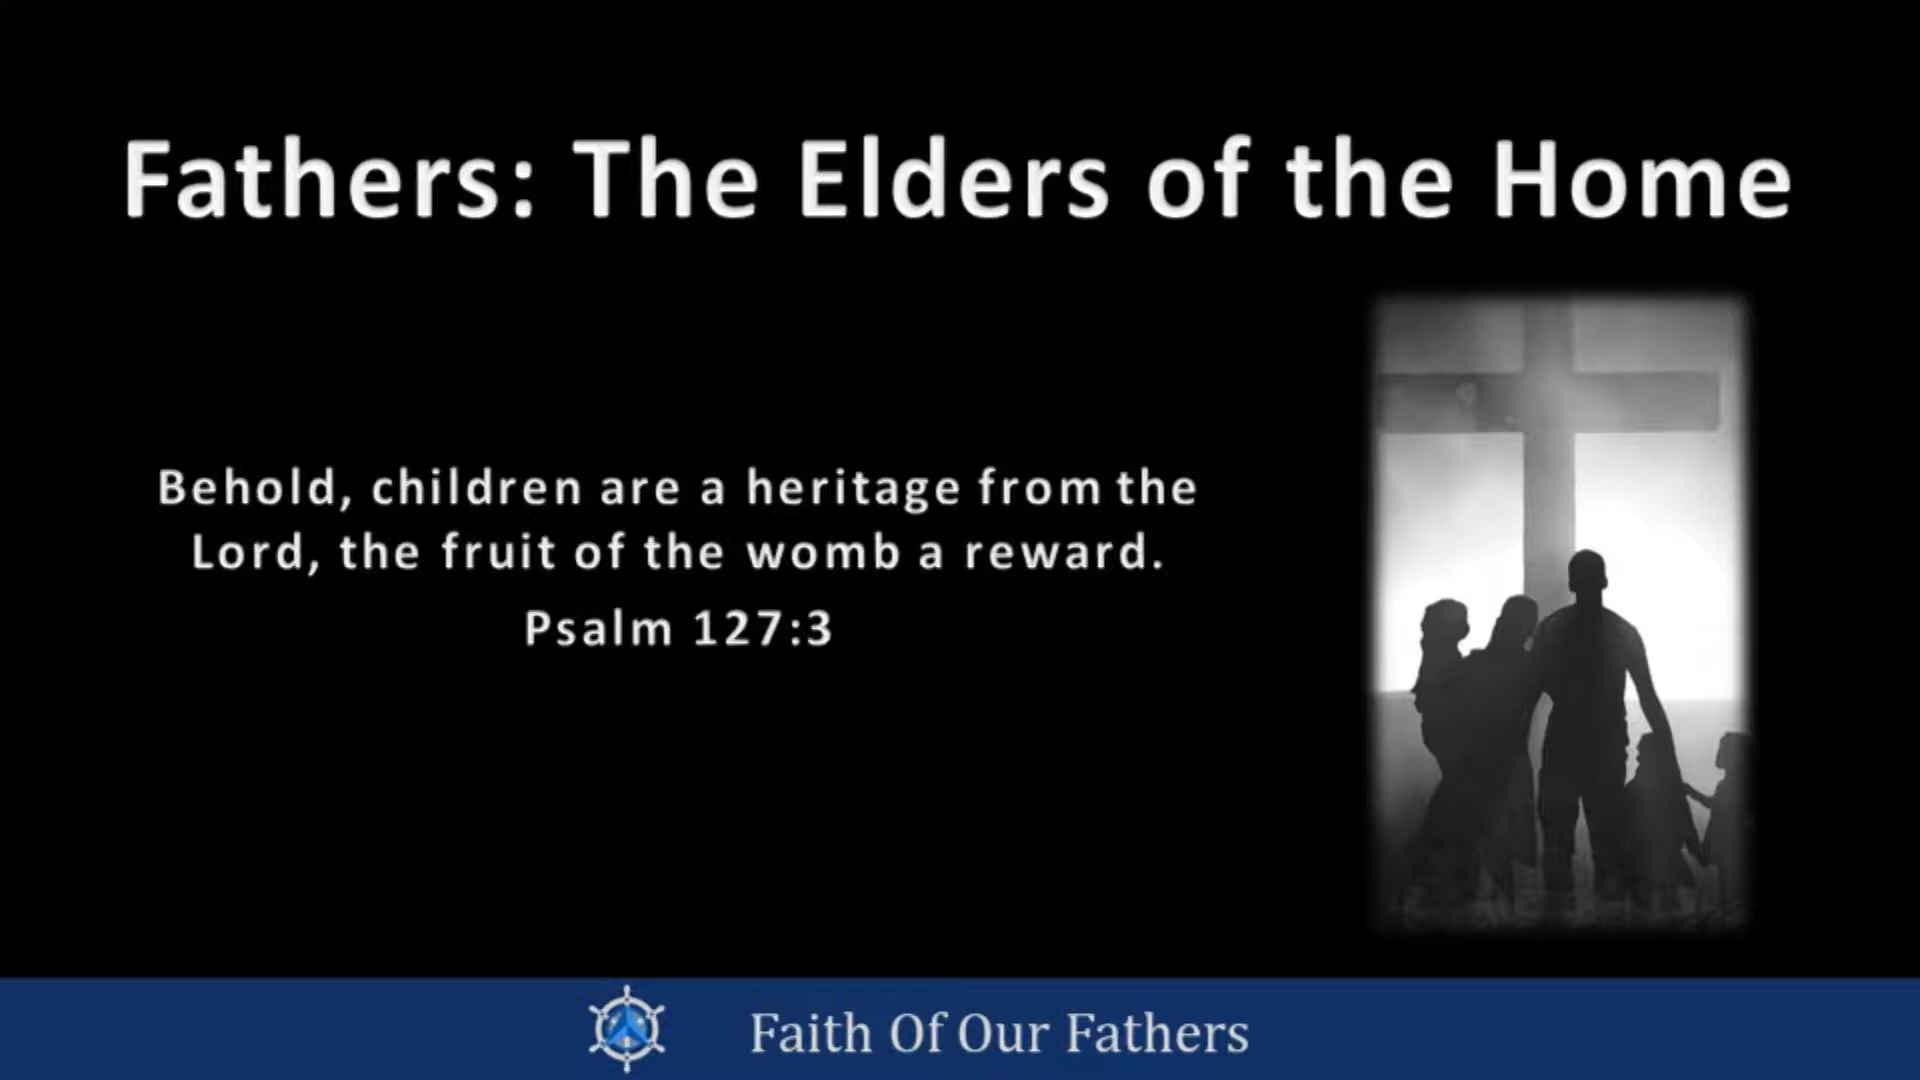 Fathers: The Elders of the Home
Behold, children are a heritage from the
Lord, the fruit of the womb a reward.
Psalm 127:3
Faith Of Our Fathers